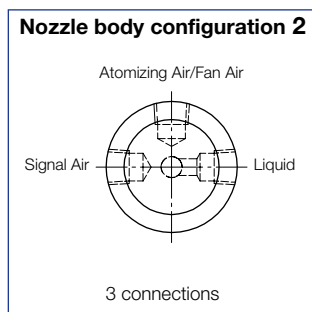 Nozzle body configuration 2
Atomizing Air/Fan Air
Signal Air
Liquid
3 connections